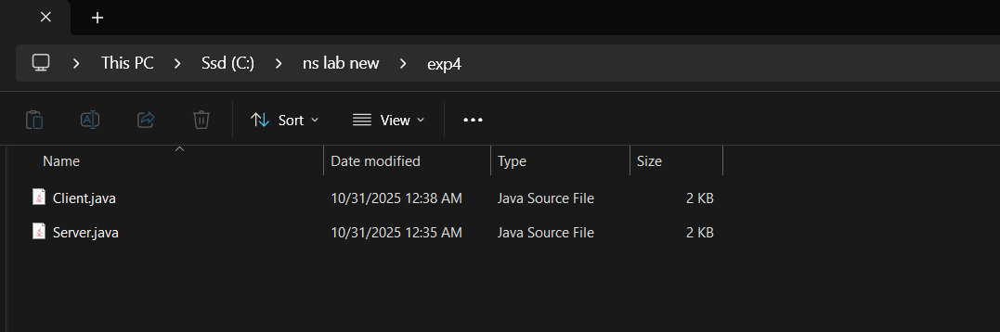 This PC > Ssd (C:) > ns lab new > exp4
Sort View
Name Date modified Type Size
Client.java 10/31/2025 12:38 AM Java Source File 2 KB
Server.java 10/31/2025 12:35 AM Java Source File 2 KB